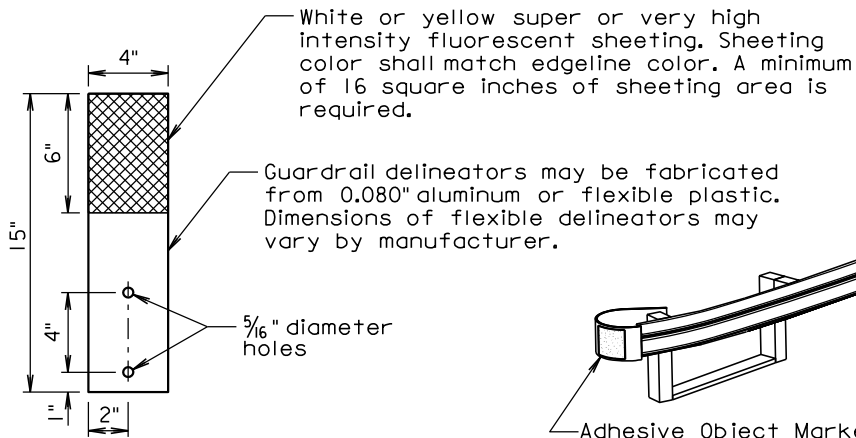 White or yellow super or very high
intensity fluorescent sheeting. Sheeting
color shall match edgeline color. A minimum
of 16 square inches of sheeting area is
required.
4"
6"
15"
Guardrail delineators may be fabricated
from 0.080" aluminum or flexible plastic.
Dimensions of flexible delineators may
vary by manufacturer.
4"
5/16" diameter
holes
1"
2"
Adhesive Object Marke